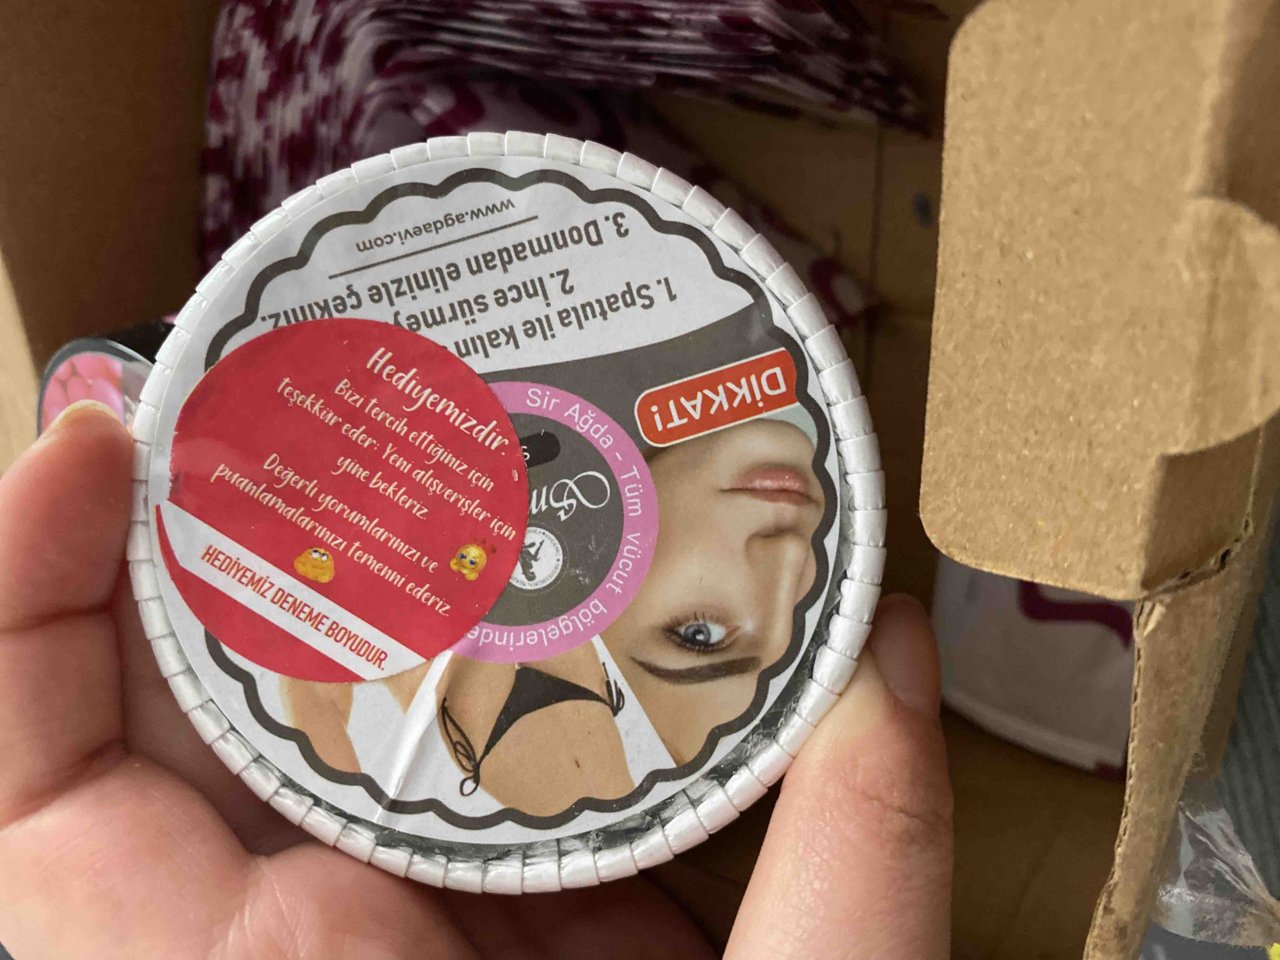 Hediyemizdir.
Bizi tercih ettiğiniz için
teşekkür eder. Yeni alışverişler için
yine bekleriz
Değerli yorumlarınızı ve
puanlamalarınızı temenni ederiz
HEDİYEMİZ DENEME BOYUDUR.
DİKKAT!
1. Spatula ile kalın
2. İnce sürmey
3. Donmadan elinizle çekiniz.
www.agdaevi.com
Sir Ağda - Tüm vücut bölgelerinde